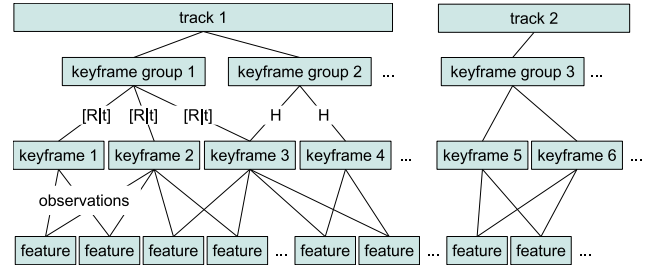 track 1 track 2
keyframe group 1 keyframe group 2 ... keyframe group 3 ...
[R|t] [R|t] [R|t] H H
keyframe 1 keyframe 2 keyframe 3 keyframe 4 ... keyframe 5 keyframe 6 ...
observations
feature feature feature feature ... feature feature ... feature feature ...